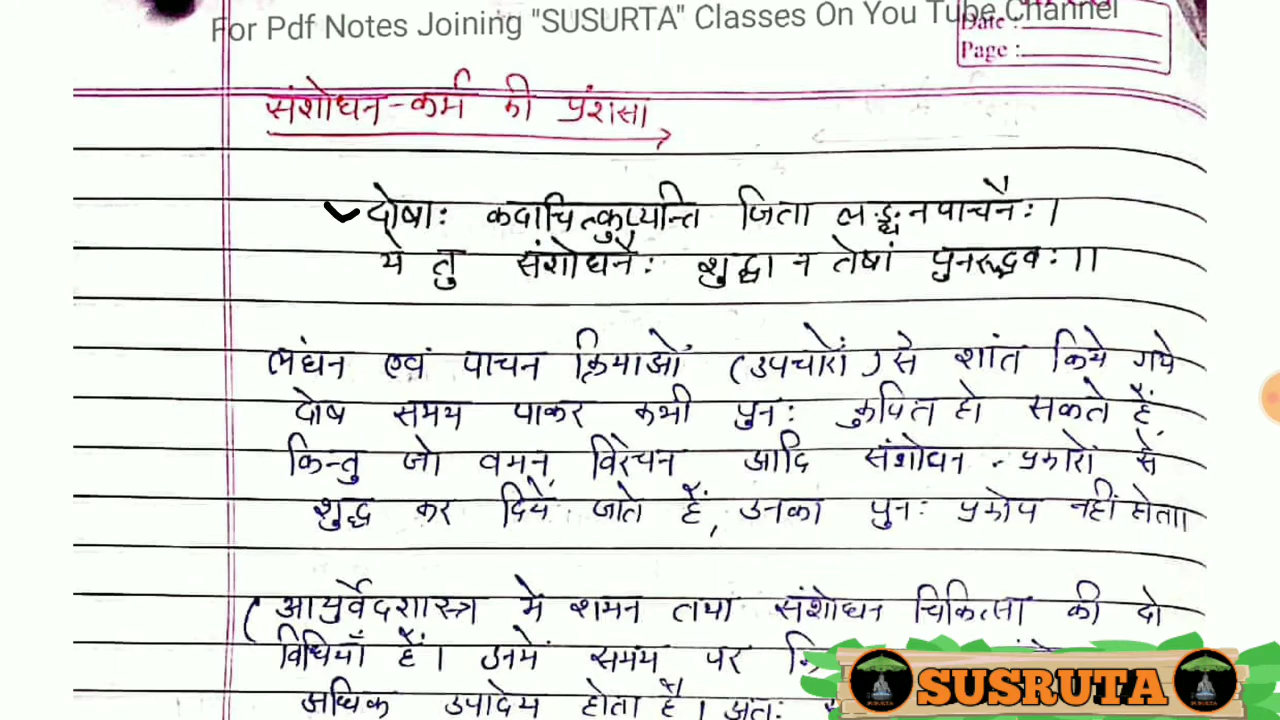 For Pdf Notes Joining "SUSURTA" Classes On You Tube Channel
Date :
Page :
संशोधन-कर्म की प्रंशसा
दोषाः कदाचित्कुप्यन्ति जिता लङ्घनपाचनैः।
ये तु संशोधनैः शुद्धा न तेषां पुनरुद्भवः॥
लंघन एवं पाचन क्रियाओं (उपचारों) से शांत किये गये
दोष समय पाकर कभी पुनः कुपित हो सकते हैं,
किन्तु जो वमन, विरेचन आदि संशोधन - प्रकारों से
शुद्ध कर दिये जाते हैं, उनका पुनः प्रकोप नहीं होता।
(आयुर्वेदशास्त्र में शमन तथा संशोधन चिकित्सा की दो
विधियाँ हैं। उनमें समय पर
अधिक उपादेय होता है। अतः
SUSRUTA